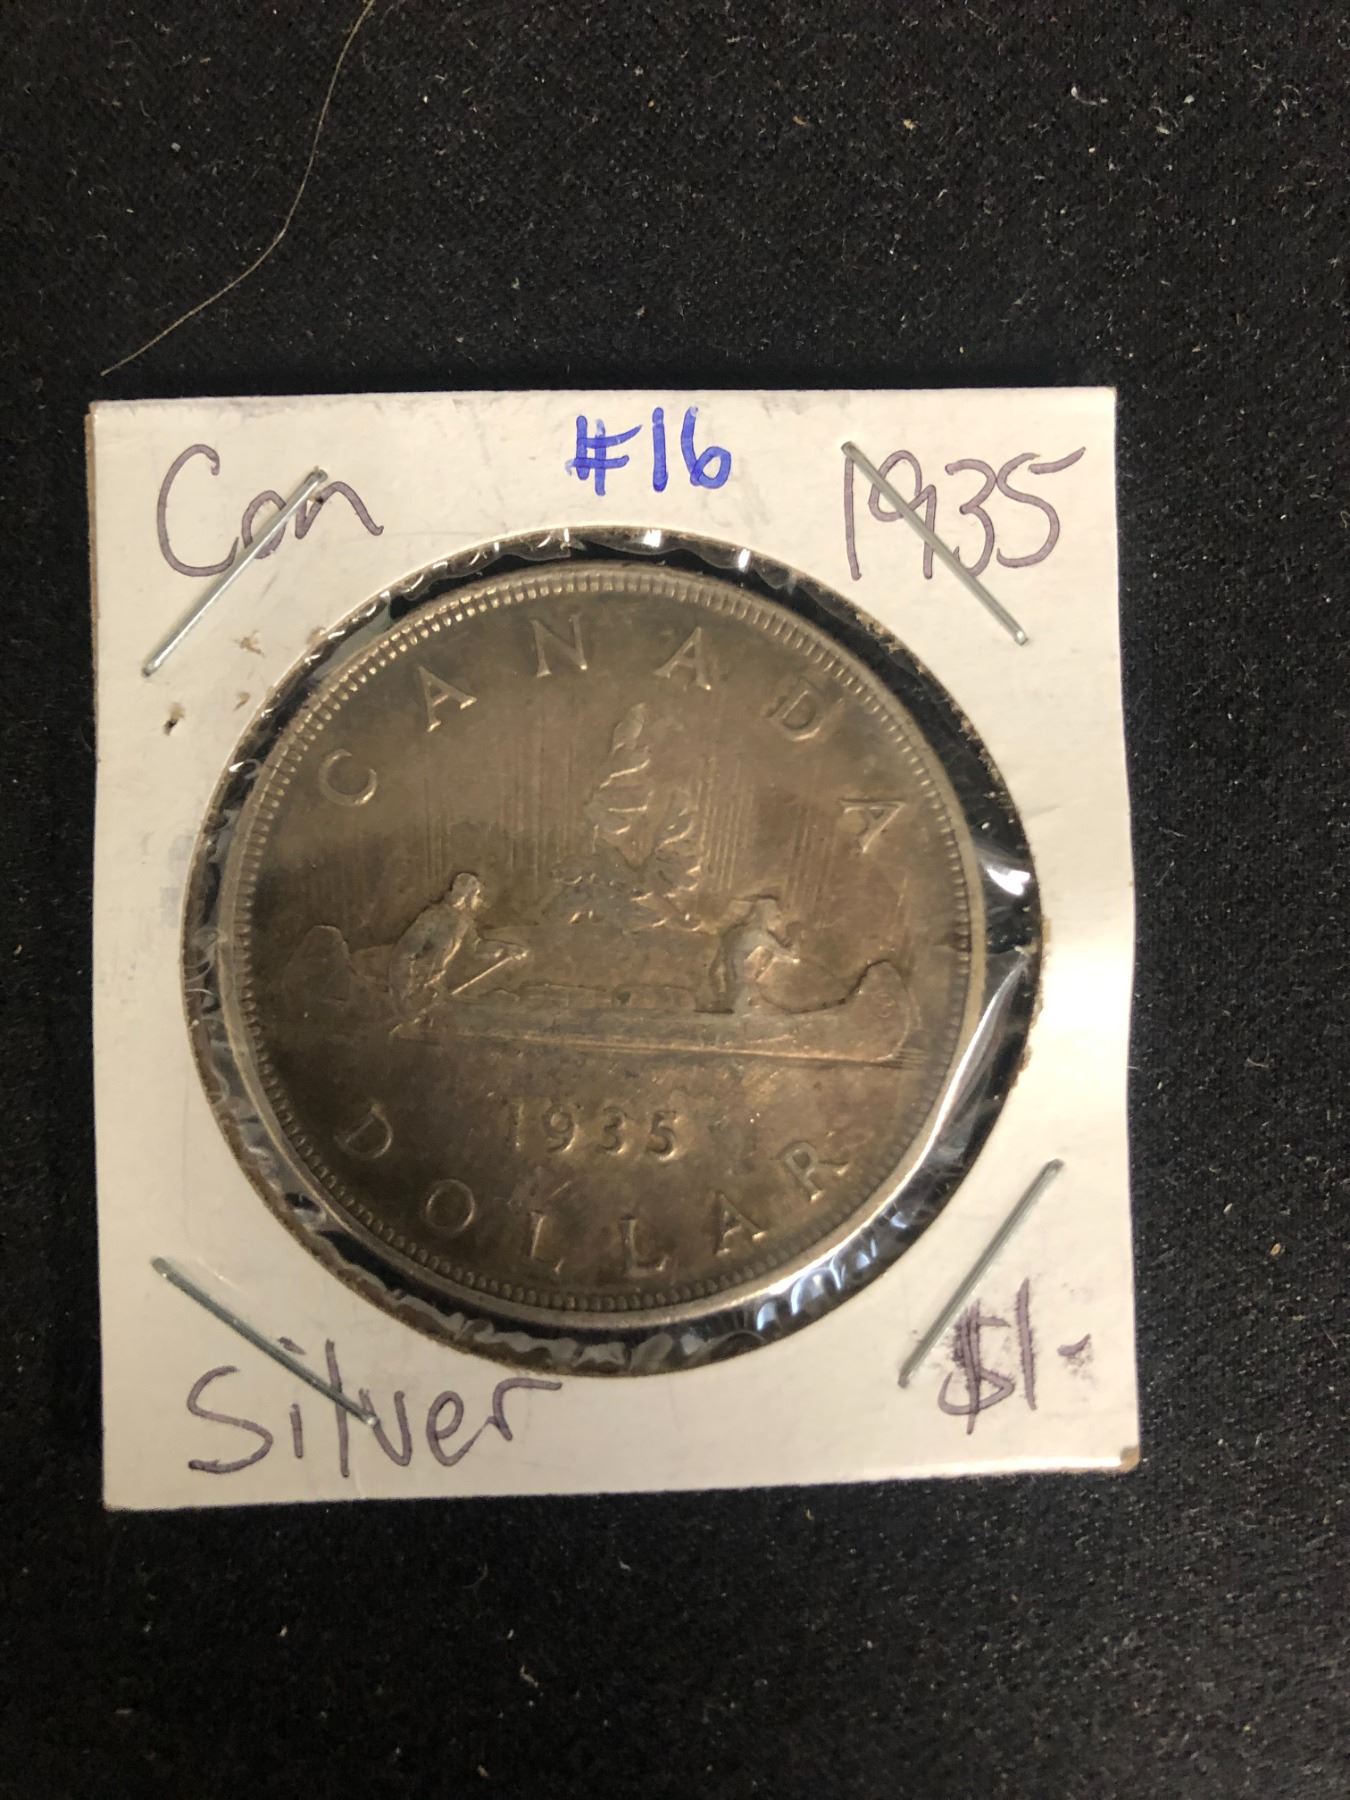 #16
Can 1935
CANADA
1935
DOLLAR
Silver $1.